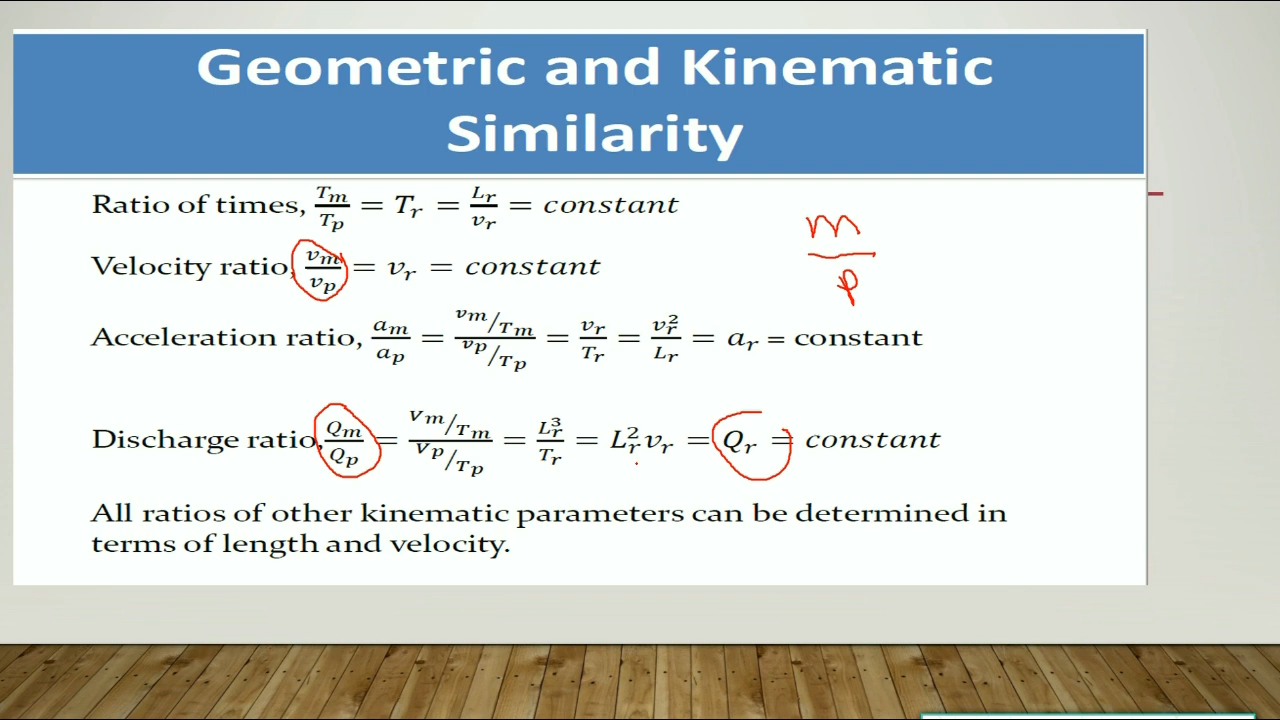 Geometric and Kinematic
Similarity
Ratio of times, Tm/Tp = Tr = Lr/vr = constant
Velocity ratio, vm/vp = vr = constant
m/p
Acceleration ratio, am/ap = (vm/Tm)/(vp/Tp) = vr/Tr = vr²/Lr = ar = constant
Discharge ratio, Qm/Qp = (Vm/Tm)/(Vp/Tp) = Lr³/Tr = Lr²vr = Qr = constant
All ratios of other kinematic parameters can be determined in
terms of length and velocity.